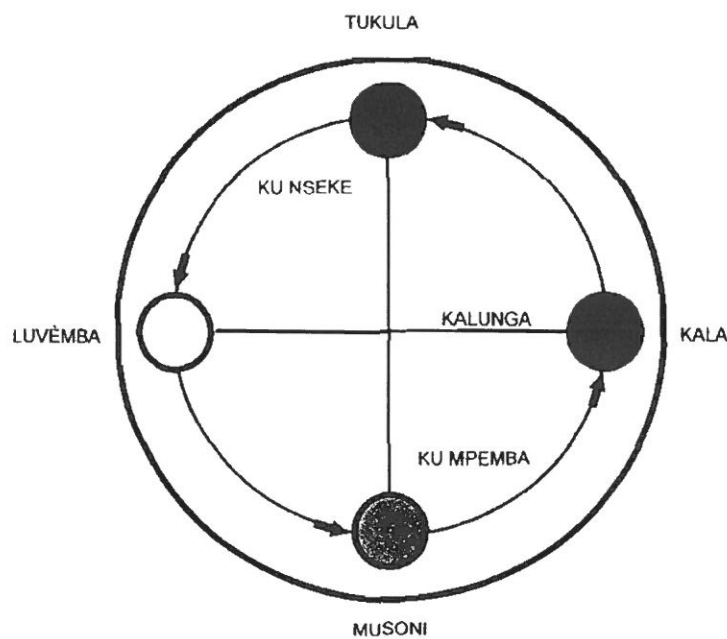 TUKULA
KU NSEKE
LUVÈMBA
KALUNGA
KALA
KU MPEMBA
MUSONI